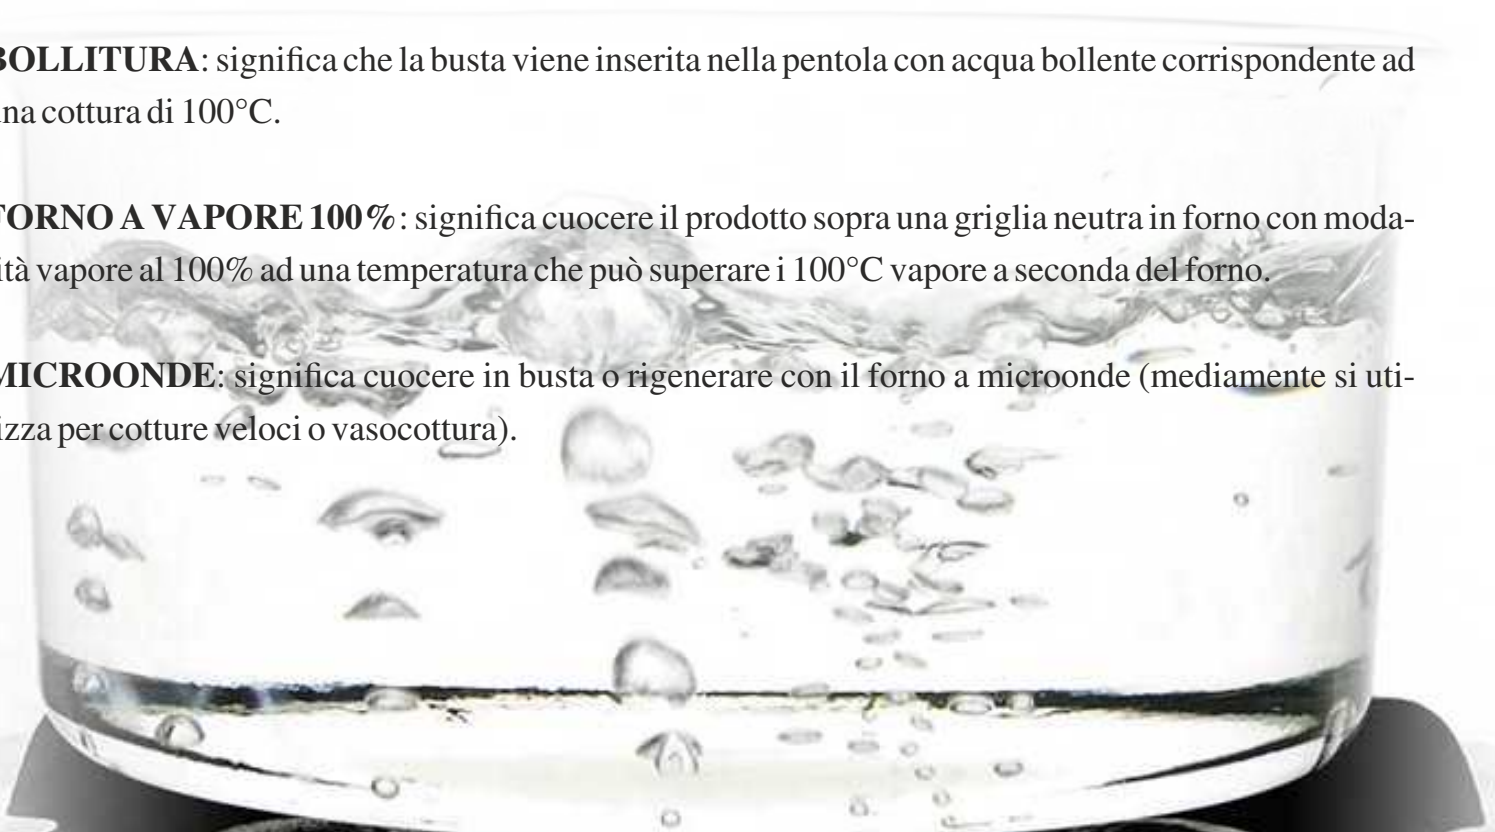 BOLLITURA: significa che la busta viene inserita nella pentola con acqua bollente corrispondente ad
una cottura di 100°C.
FORNO A VAPORE 100%: significa cuocere il prodotto sopra una griglia neutra in forno con moda-
ità vapore al 100% ad una temperatura che può superare i 100°C vapore a seconda del forno.
MICROONDE: significa cuocere in busta o rigenerare con il forno a microonde (mediamente si uti-
izza per cotture veloci o vasocottura).